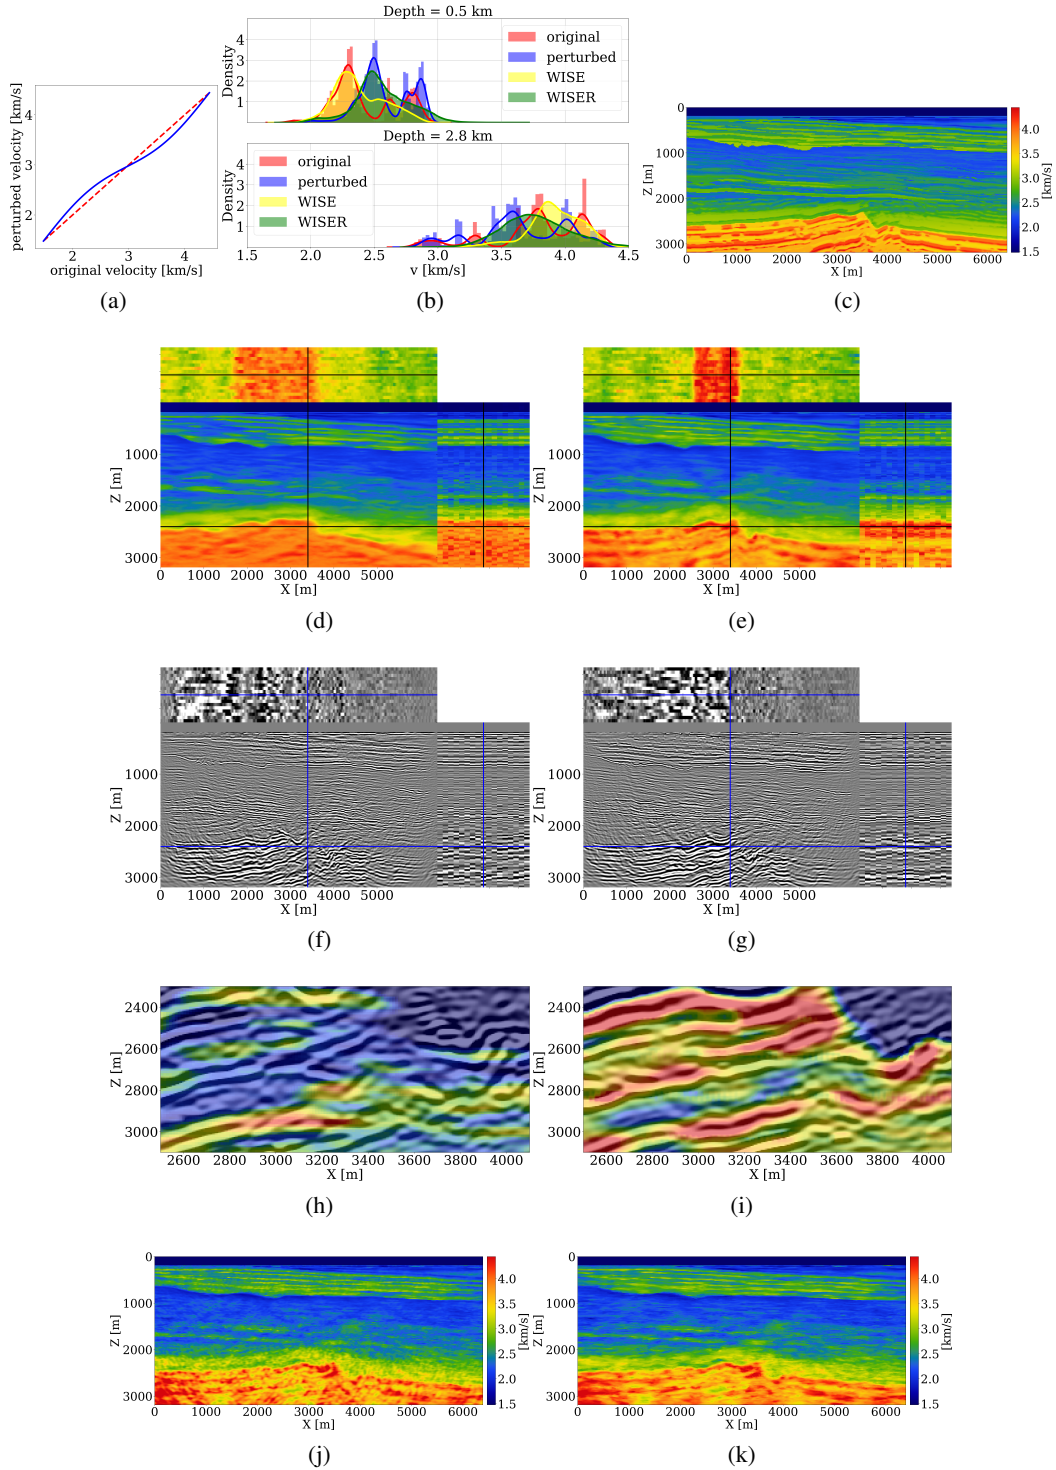 perturbed velocity [km/s]
4
3
2
2 3 4
original velocity [km/s]
(a)
Depth = 0.5 km
Density
4
3
2
1
original
perturbed
WISE
WISER
Depth = 2.8 km
Density
4
3
2
1
original
perturbed
WISE
WISER
1.5 2.0 2.5 3.0 3.5 4.0 4.5
v [km/s]
(b)
Z [m]
0
1000
2000
3000
0 1000 2000 3000 4000 5000 6000
X [m]
4.0
3.5
3.0
2.5
2.0
1.5
[km/s]
(c)
Z [m]
1000
2000
3000
0 1000 2000 3000 4000 5000
X [m]
(d)
Z [m]
1000
2000
3000
0 1000 2000 3000 4000 5000
X [m]
(e)
Z [m]
1000
2000
3000
0 1000 2000 3000 4000 5000
X [m]
(f)
Z [m]
1000
2000
3000
0 1000 2000 3000 4000 5000
X [m]
(g)
Z [m]
2400
2600
2800
3000
2600 2800 3000 3200 3400 3600 3800 4000
X [m]
(h)
Z [m]
2400
2600
2800
3000
2600 2800 3000 3200 3400 3600 3800 4000
X [m]
(i)
Z [m]
0
1000
2000
3000
0 1000 2000 3000 4000 5000 6000
X [m]
4.0
3.5
3.0
2.5
2.0
1.5
[km/s]
(j)
Z [m]
0
1000
2000
3000
0 1000 2000 3000 4000 5000 6000
X [m]
4.0
3.5
3.0
2.5
2.0
1.5
[km/s]
(k)